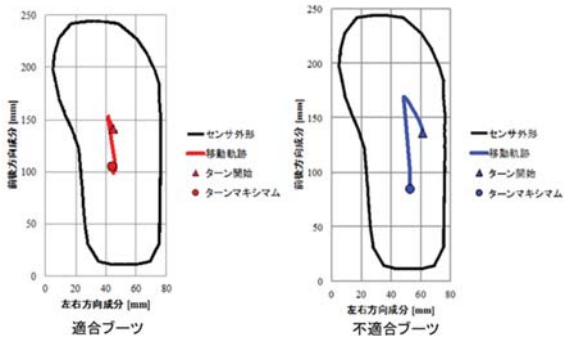 250
200
150
100
50
0
前後方向成分 [mm]
0 20 40 60 80
左右方向成分 [mm]
センサ外形
移動軌跡
ターン開始
ターンマキシマム
適合ブーツ
250
200
150
100
50
0
前後方向成分 [mm]
0 20 40 60 80
左右方向成分 [mm]
センサ外形
移動軌跡
ターン開始
ターンマキシマム
不適合ブーツ